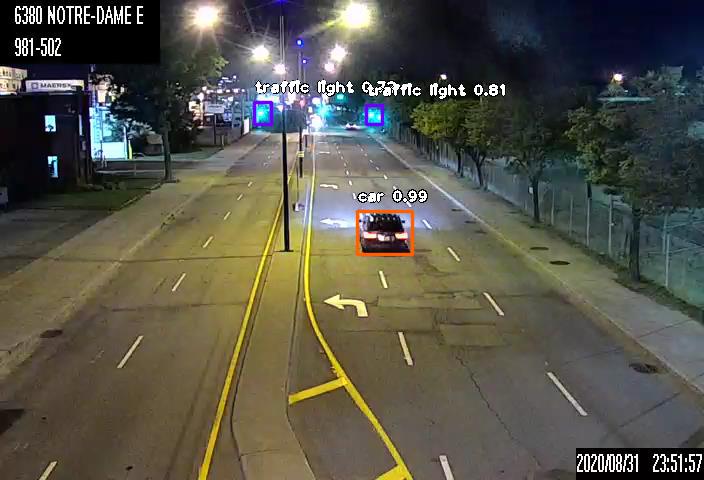 6380 NOTRE-DAME E
981-502
MAERSK
traffic light 0.81
car 0.99
2020/08/31 23:51:57